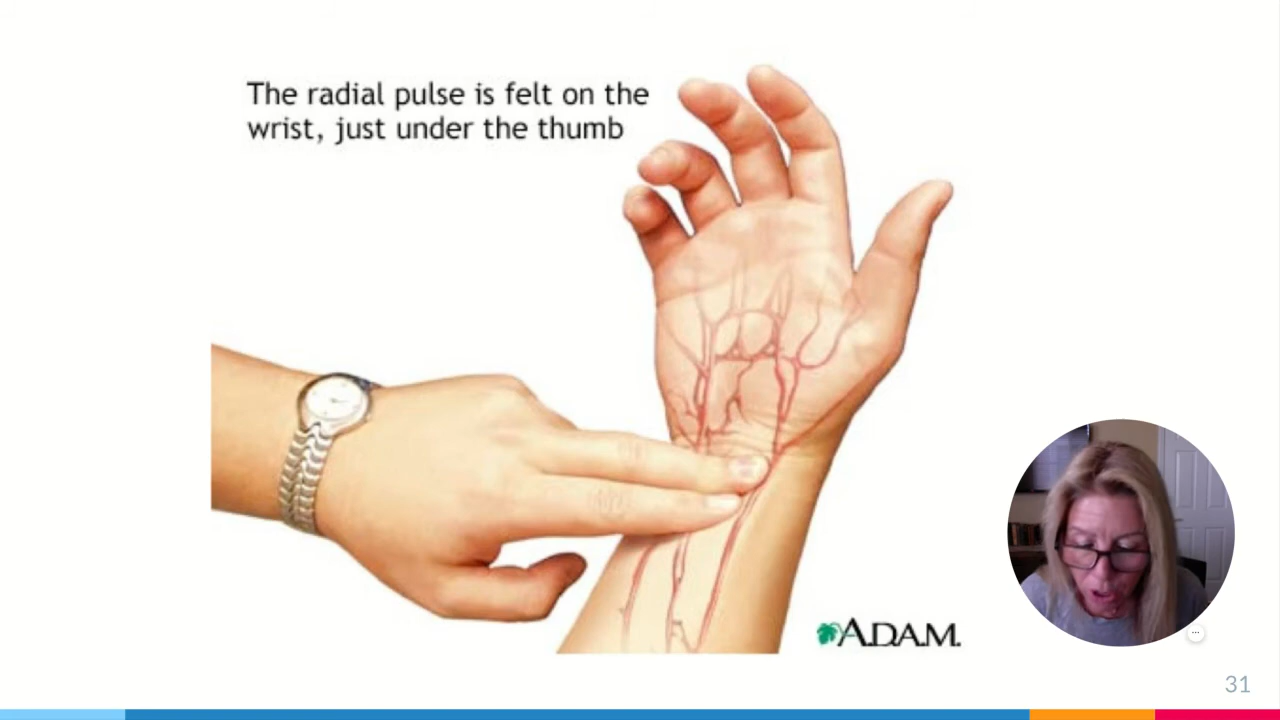 The radial pulse is felt on the
wrist, just under the thumb
A.D.A.M.
31